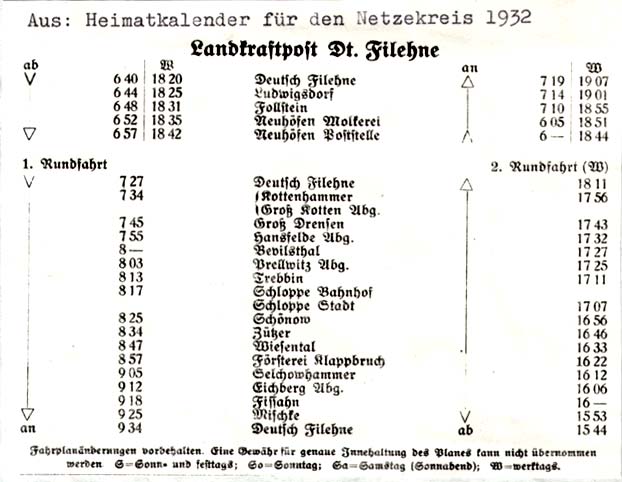 Aus: Heimatkalender für den Netzekreis 1932
Landkraftpost Dt. Filehne
ab W an W
6 40 18 20 Deutsch Filehne 7 19 19 07
6 44 18 25 Ludwigsdorf 7 14 19 01
6 48 18 31 Follstein 7 10 18 55
6 52 18 35 Neuhöfen Molkerei 6 05 18 51
6 57 18 42 Neuhöfen Poststelle 6 — 18 44
1. Rundfahrt 2. Rundfahrt (W)
7 27 Deutsch Filehne 18 11
7 34 Kottenhammer 17 56
Groß Kotten Abg.
7 45 Groß Drensen 17 43
7 55 Hansfelde Abg. 17 32
8 — Bevilsthal 17 27
8 03 Prellwitz Abg. 17 25
8 13 Trebbin 17 11
8 17 Schloppe Bahnhof
Schloppe Stadt 17 07
8 25 Schönow 16 56
8 34 Zützer 16 46
8 47 Wiesental 16 33
8 57 Försterei Klappbruch 16 22
9 05 Selchowhammer 16 12
9 12 Eichberg Abg. 16 06
9 18 Fissahn 16 —
9 25 Mischke 15 53
an 9 34 Deutsch Filehne ab 15 44
Fahrplanänderungen vorbehalten. Eine Gewähr für genaue Innehaltung des Planes kann nicht übernommen
werden S=Sonn- und festtags; So=Sonntag; Sa=Samstag (Sonnabend); W=werktags.